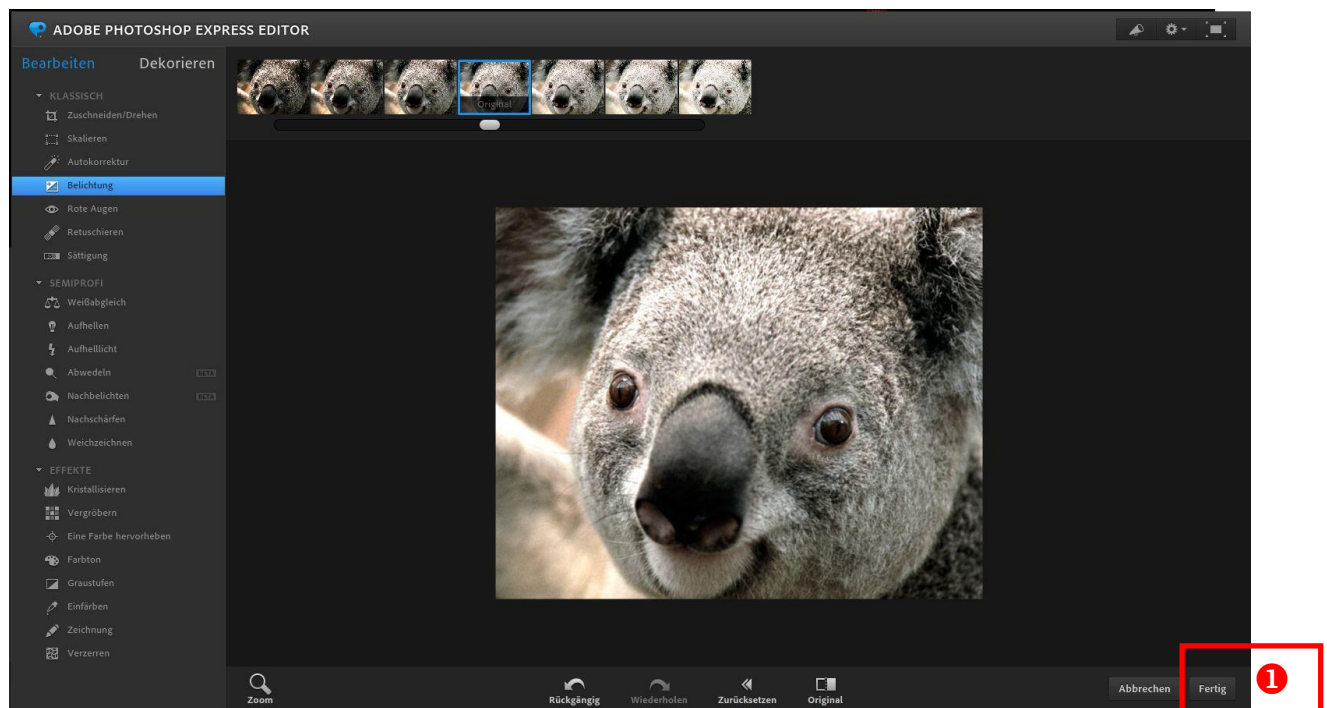 ADOBE PHOTOSHOP EXPRESS EDITOR
Bearbeiten Dekorieren
KLASSISCH
Zuschneiden/Drehen
Skalieren
Autokorrektur
Belichtung
Rote Augen
Retuschieren
Sättigung
SEMIPROFI
Weißabgleich
Aufhellen
Aufhelllicht
Abwedeln BETA
Nachbelichten BETA
Nachschärfen
Weichzeichnen
EFFEKTE
Kristallisieren
Vergröbern
Eine Farbe hervorheben
Farbton
Graustufen
Einfärben
Zeichnung
Verzerren
Original
Zoom
Rückgängig
Wiederholen
Zurücksetzen
Original
Abbrechen
Fertig
❶